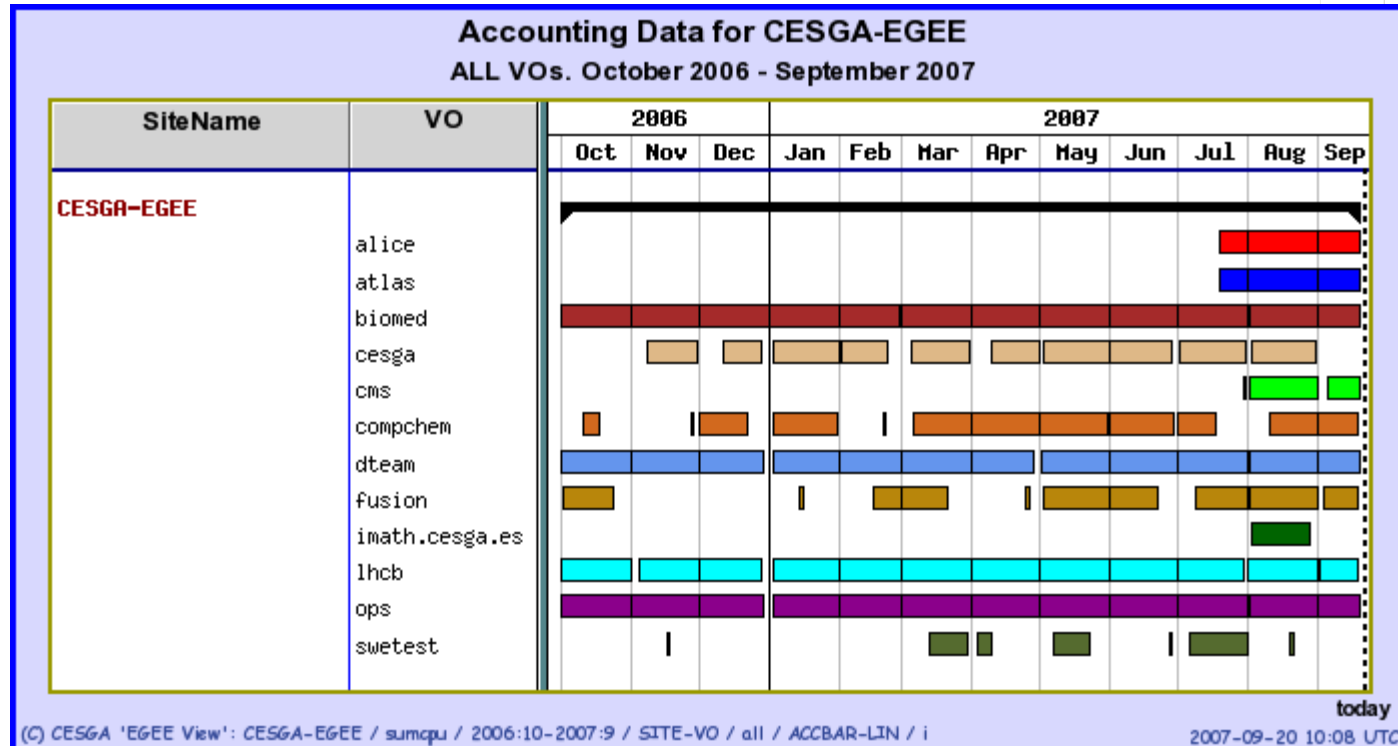 Accounting Data for CESGA-EGEE
ALL VOs. October 2006 - September 2007
SiteName VO 2006 2007
Oct Nov Dec Jan Feb Mar Apr May Jun Jul Aug Sep
CESGA-EGEE
alice
atlas
biomed
cesga
cms
compchem
dteam
fusion
imath.cesga.es
lhcb
ops
swetest
today
(C) CESGA 'EGEE View': CESGA-EGEE / sumcpu / 2006:10-2007:9 / SITE-VO / all / ACCBAR-LIN / i 2007-09-20 10:08 UTC